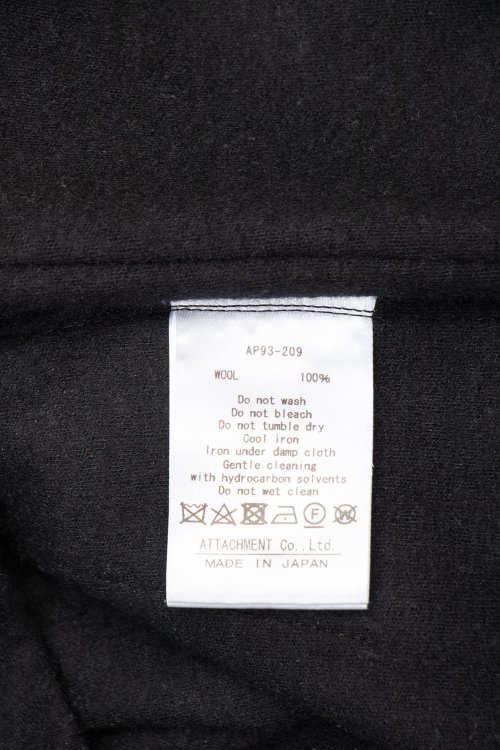 AP93-209
WOOL 100%
Do not wash
Do not bleach
Do not tumble dry
Cool iron
Iron under damp cloth
Gentle cleaning
with hydrocarbon solvents
Do not wet clean
F W
ATTACHMENT Co.,Ltd.
MADE IN JAPAN